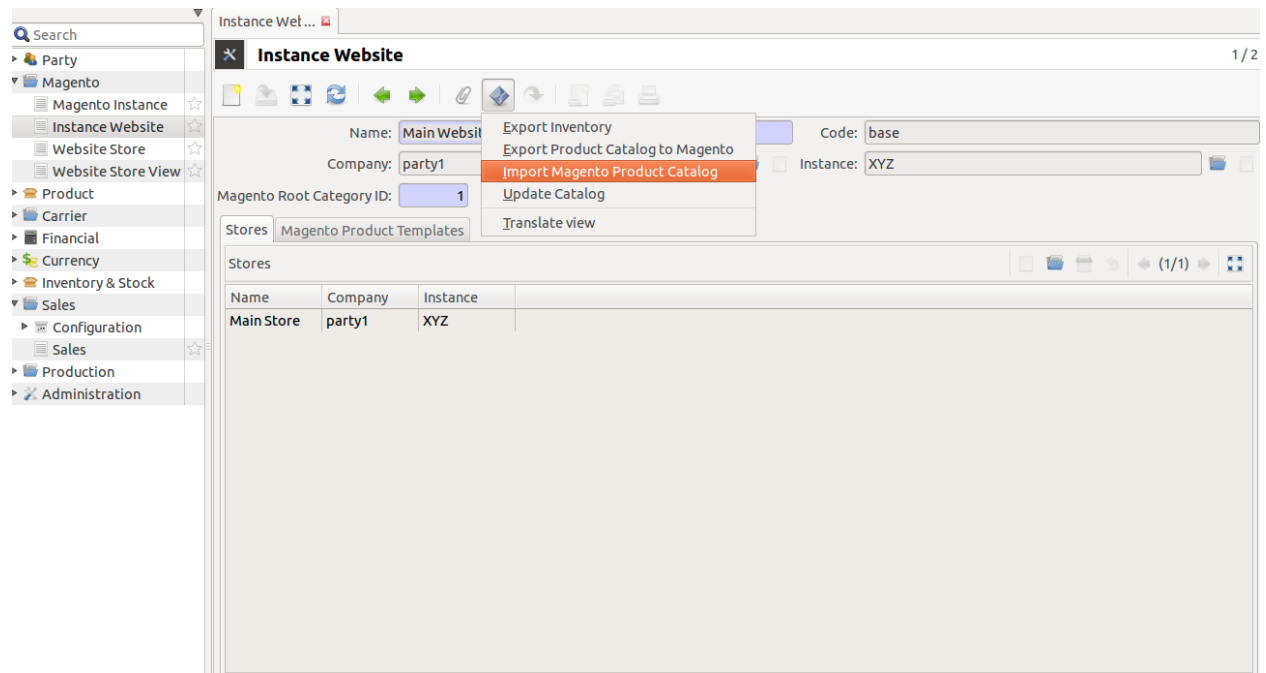 Instance Wet ...
Search
Instance Website
1 / 2
Party
Magento
Magento Instance
Instance Website
Website Store
Website Store View
Product
Carrier
Financial
Currency
Inventory & Stock
Sales
Configuration
Sales
Production
Administration
Name: Main Websit
Code: base
Company: party1
Instance: XYZ
Magento Root Category ID: 1
Export Inventory
Export Product Catalog to Magento
Import Magento Product Catalog
Update Catalog
Translate view
Stores
Magento Product Templates
Stores
(1/1)
Name Company Instance
Main Store party1 XYZ